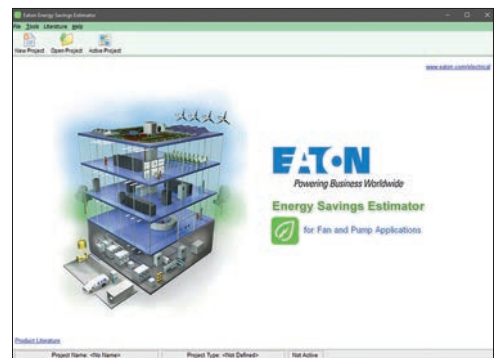 Eaton Energy Savings Estimator
File Tools Literature Help
New Project Open Project Active Project
www.eaton.com/electrical
EATON
Powering Business Worldwide
Energy Savings Estimator
for Fan and Pump Applications
Product Literature
Project Name: <No Name> Project Type: <Not Defined> Not Active